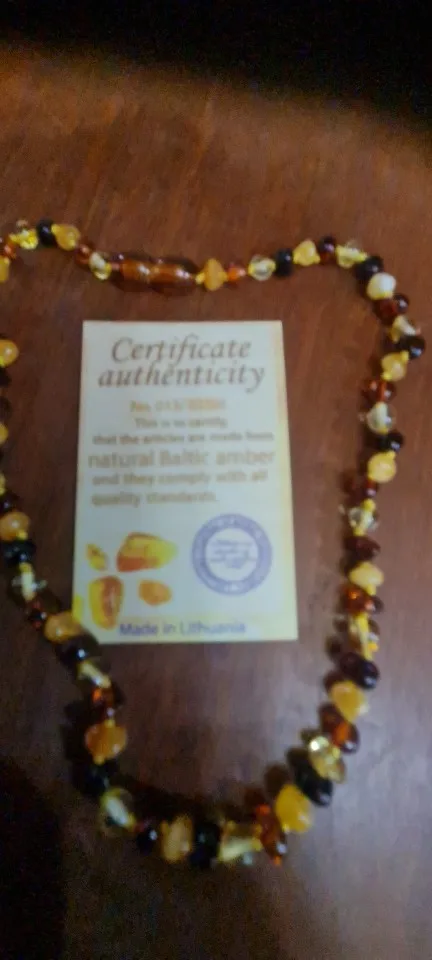 Certificate
authenticity
No
This is to certify
that the articles are made from
natural Baltic amber
and they comply with all
quality standards.
Made in Lithuania